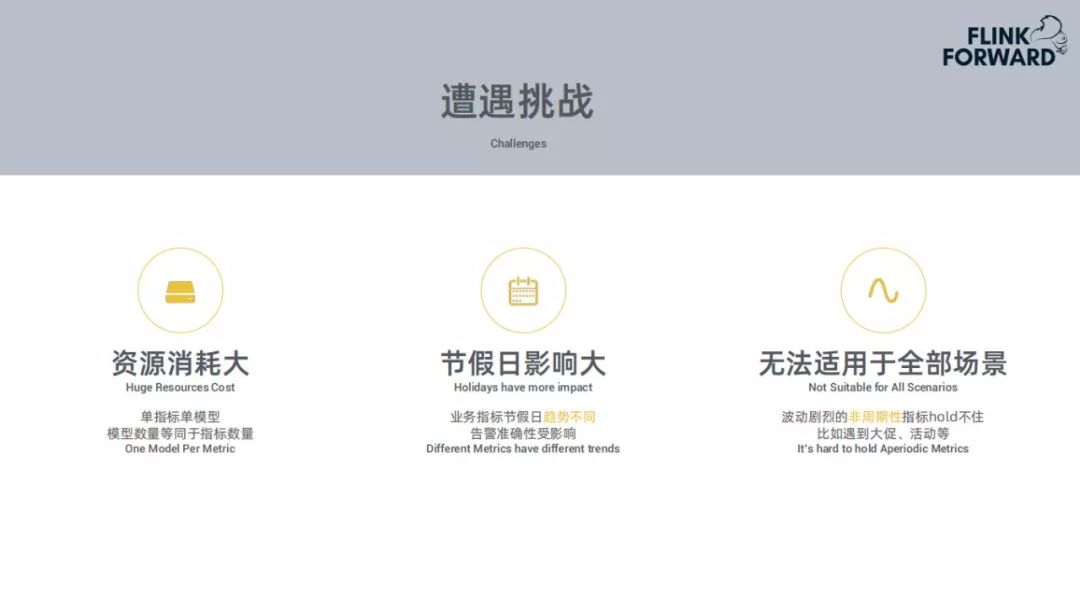 FLINK
FORWARD
遭遇挑战
Challenges
资源消耗大
Huge Resources Cost
单指标单模型
模型数量等同于指标数量
One Model Per Metric
节假日影响大
Holidays have more impact
业务指标节假日趋势不同
告警准确性受影响
Different Metrics have different trends
无法适用于全部场景
Not Suitable for All Scenarios
波动剧烈的非周期性指标hold不住
比如遇到大促、活动等
It's hard to hold Aperiodic Metrics